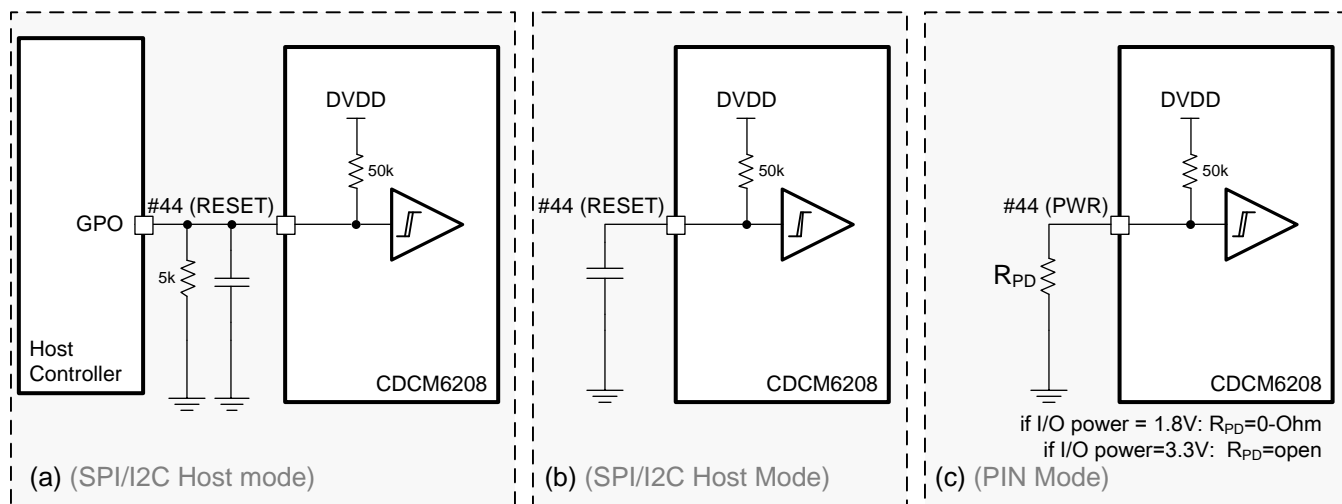 DVDD
50k
#44 (RESET)
GPO
5k
Host
Controller
CDCM6208
(a) (SPI/I2C Host mode)
DVDD
50k
#44 (RESET)
CDCM6208
(b) (SPI/I2C Host Mode)
DVDD
50k
#44 (PWR)
RPD
CDCM6208
if I/O power = 1.8V: RPD=0-Ohm
if I/O power=3.3V: RPD=open
(c) (PIN Mode)